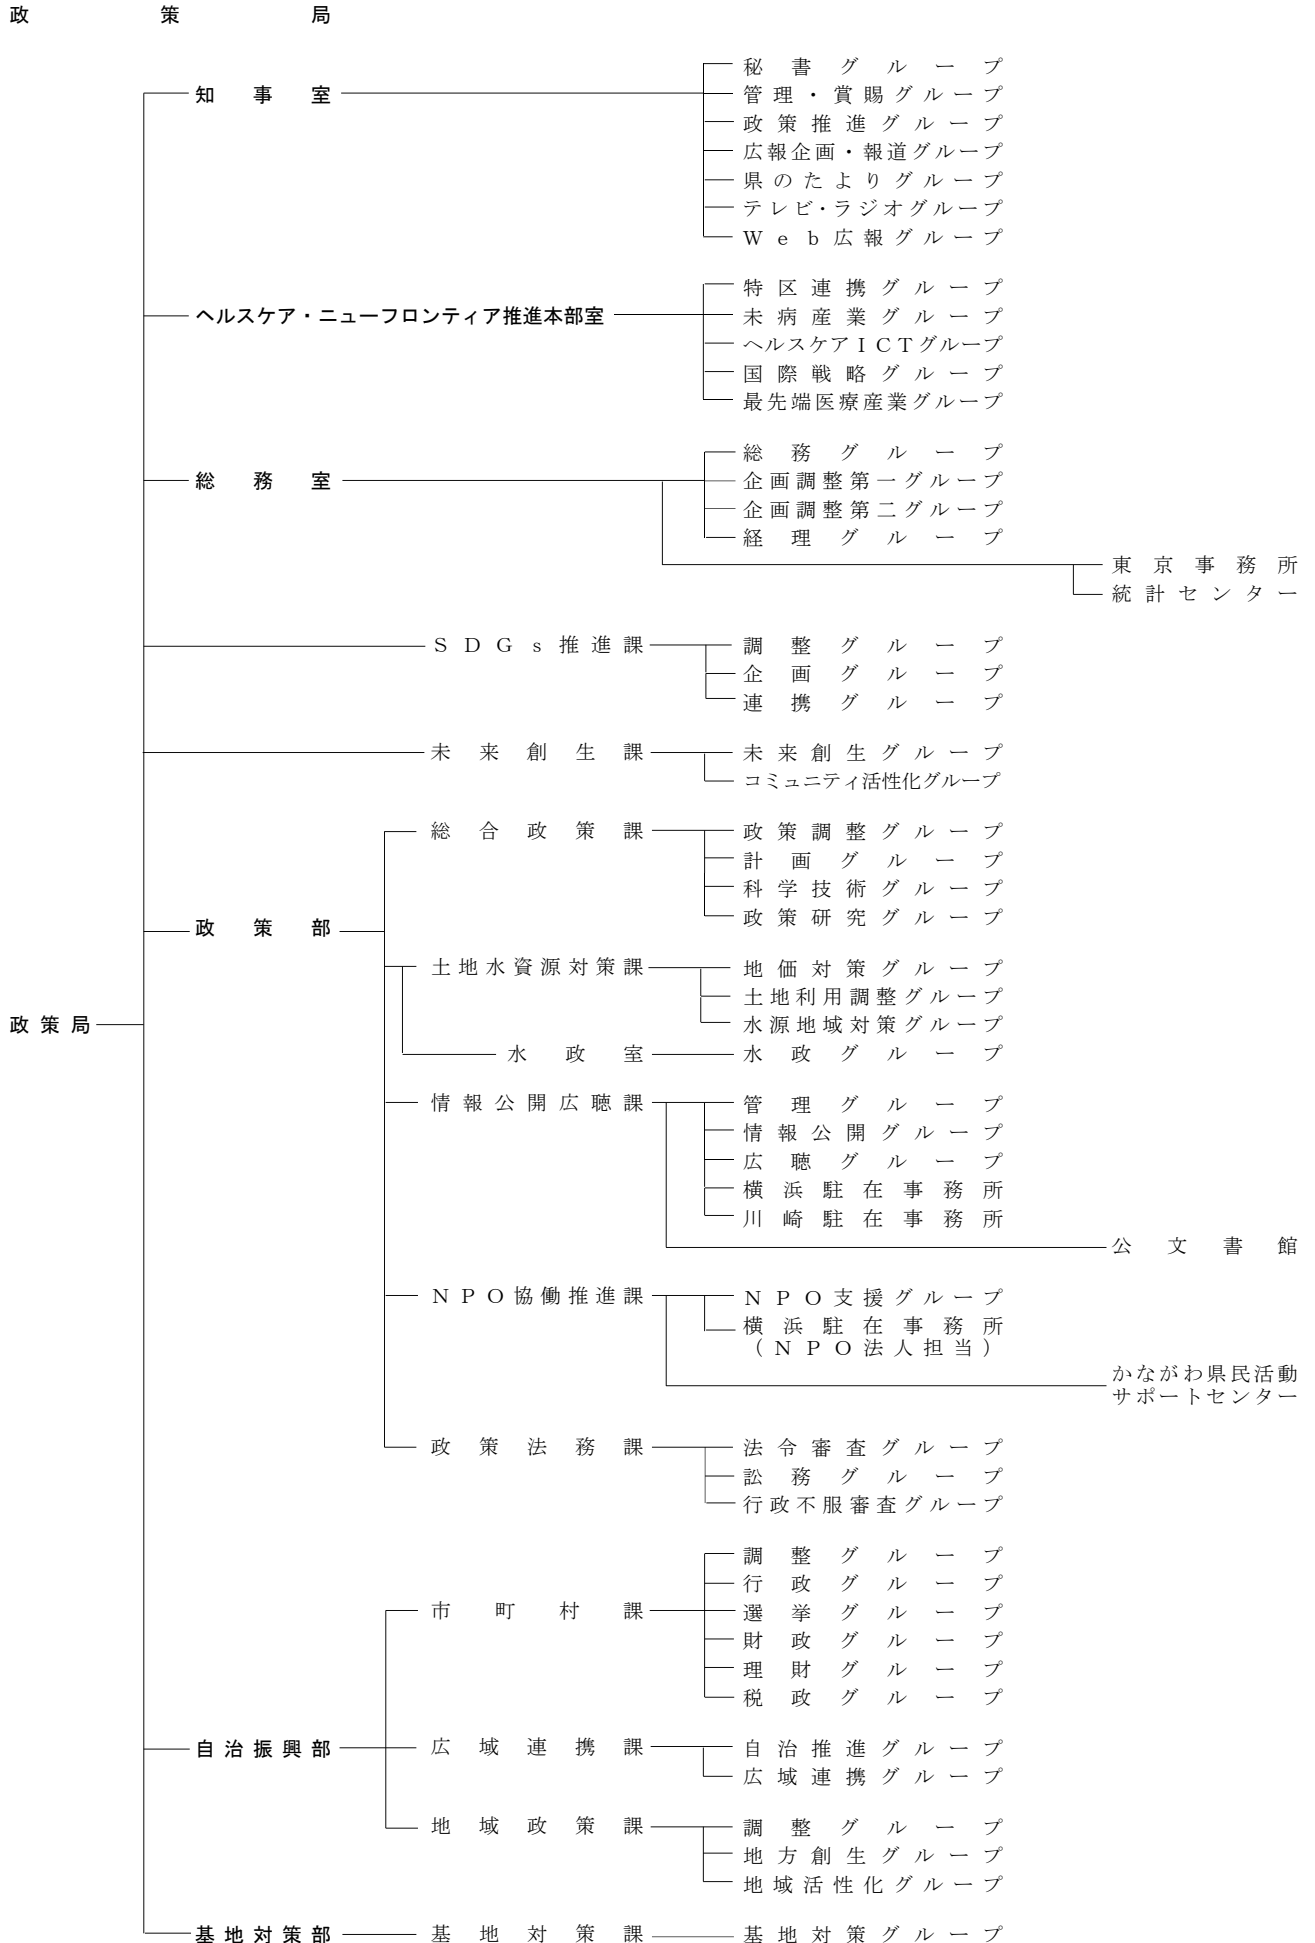 政策局
秘書グループ
知事室
管理・賞賜グループ
政策推進グループ
広報企画・報道グループ
県のたよりグループ
テレビ・ラジオグループ
Ｗｅｂ広報グループ
特区連携グループ
ヘルスケア・ニューフロンティア推進本部室
未病産業グループ
ヘルスケアＩＣＴグループ
国際戦略グループ
最先端医療産業グループ
総務グループ
総務室
企画調整第一グループ
企画調整第二グループ
経理グループ
東京事務所
統計センター
ＳＤＧｓ推進課
調整グループ
企画グループ
連携グループ
未来創生課
未来創生グループ
コミュニティ活性化グループ
総合政策課
政策調整グループ
計画グループ
科学技術グループ
政策研究グループ
政策部
土地水資源対策課
地価対策グループ
土地利用調整グループ
水源地域対策グループ
政策局
水政室
水政グループ
情報公開広聴課
管理グループ
情報公開グループ
広聴グループ
横浜駐在事務所
川崎駐在事務所
公文書館
ＮＰＯ協働推進課
ＮＰＯ支援グループ
横浜駐在事務所
（ＮＰＯ法人担当）
かながわ県民活動
サポートセンター
政策法務課
法令審査グループ
訟務グループ
行政不服審査グループ
調整グループ
行政グループ
市町村課
選挙グループ
財政グループ
理財グループ
税政グループ
自治振興部
広域連携課
自治推進グループ
広域連携グループ
地域政策課
調整グループ
地方創生グループ
地域活性化グループ
基地対策部
基地対策課
基地対策グループ